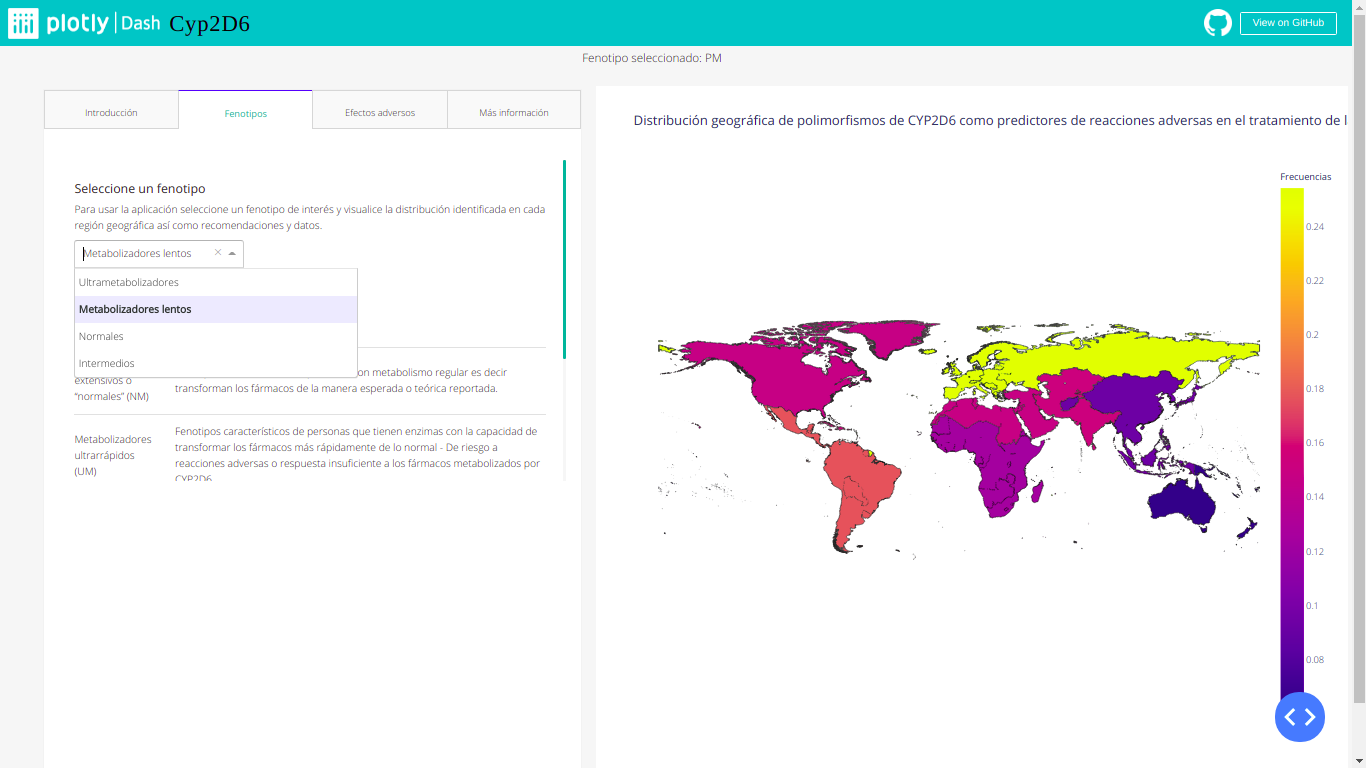 plotly | Dash Cyp2D6
View on GitHub
Fenotipo seleccionado: PM
Introducción
Fenotipos
Efectos adversos
Más información
Seleccione un fenotipo
Para usar la aplicación seleccione un fenotipo de interés y visualice la distribución identificada en cada
región geográfica así como recomendaciones y datos.
Metabolizadores lentos
Ultrametabolizadores
Metabolizadores lentos
Normales
Intermedios
extensivos o
"normales" (NM)
on metabolismo regular es decir
transforman los fármacos de la manera esperada o teórica reportada.
Metabolizadores
ultrarrápidos
(UM)
Fenotipos característicos de personas que tienen enzimas con la capacidad de
transformar los fármacos más rápidamente de lo normal - De riesgo a
reacciones adversas o respuesta insuficiente a los fármacos metabolizados por
CYP2D6
Distribución geográfica de polimorfismos de CYP2D6 como predictores de reacciones adversas en el tratamiento de l
Frecuencias
0.24
0.22
0.2
0.18
0.16
0.14
0.12
0.1
0.08